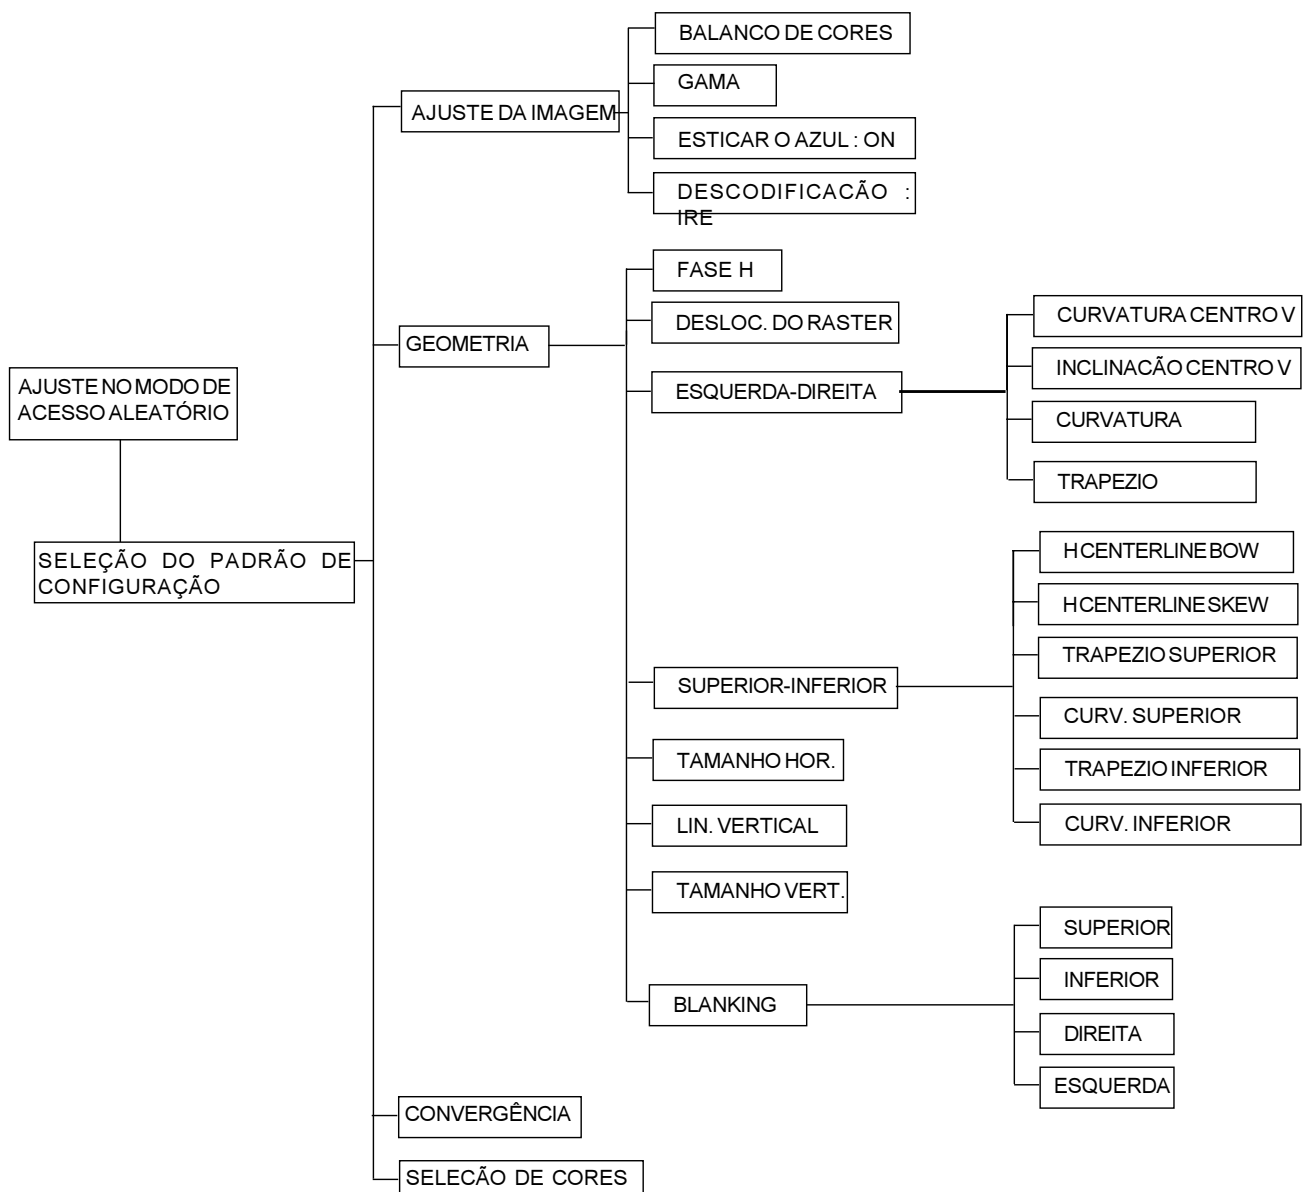 BALANCO DE CORES
GAMA
AJUSTE DA IMAGEM
ESTICAR O AZUL : ON
DESCODIFICACÃO :
IRE
FASE H
DESLOC. DO RASTER
GEOMETRIA
ESQUERDA-DIREITA
CURVATURA CENTRO V
INCLINACÃO CENTRO V
CURVATURA
TRAPEZIO
AJUSTE NO MODO DE
ACESSO ALEATÓRIO
SELEÇÃO DO PADRÃO DE
CONFIGURAÇÃO
H CENTERLINE BOW
H CENTERLINE SKEW
TRAPEZIO SUPERIOR
SUPERIOR-INFERIOR
CURV. SUPERIOR
TRAPEZIO INFERIOR
CURV. INFERIOR
TAMANHO HOR.
LIN. VERTICAL
TAMANHO VERT.
SUPERIOR
INFERIOR
BLANKING
DIREITA
ESQUERDA
CONVERGÊNCIA
SELECÃO DE CORES